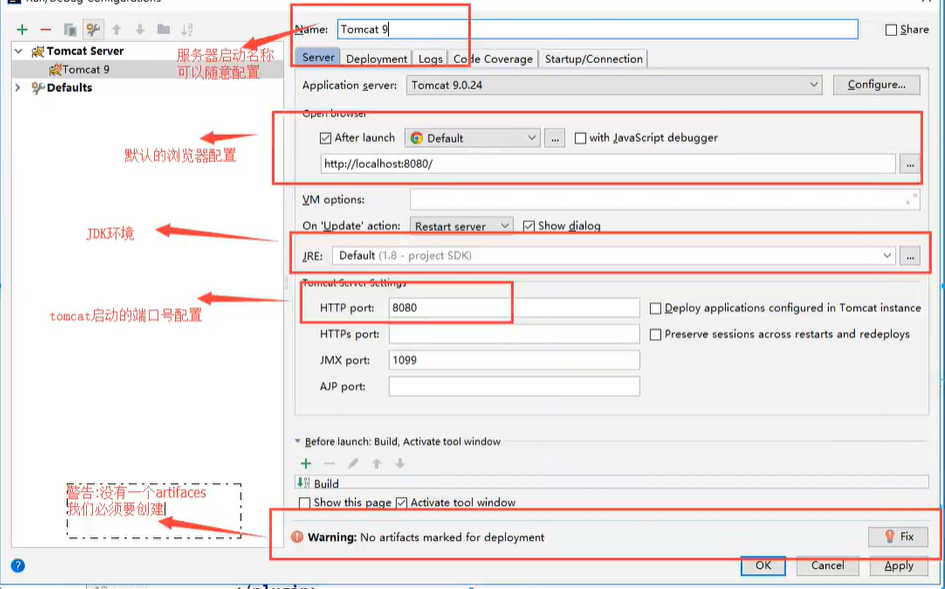 Run/Debug Configurations
Name: Tomcat 9
Share
Tomcat Server
Tomcat 9
Defaults
服务器启动名称
可以随意配置
Server Deployment Logs Code Coverage Startup/Connection
Application server: Tomcat 9.0.24 Configure...
Open browser
After launch Default ... with JavaScript debugger
默认的浏览器配置
http://localhost:8080/ ...
VM options:
On 'Update' action: Restart server Show dialog
JDK环境
JRE: Default (1.8 - project SDK) ...
Tomcat Server Settings
HTTP port: 8080 Deploy applications configured in Tomcat instance
tomcat启动的端口号配置
HTTPs port: Preserve sessions across restarts and redeploys
JMX port: 1099
AJP port:
Before launch: Build, Activate tool window
Build
警告:没有一个artifaces
我们必须要创建
Show this page Activate tool window
Warning: No artifacts marked for deployment Fix
? OK Cancel Apply